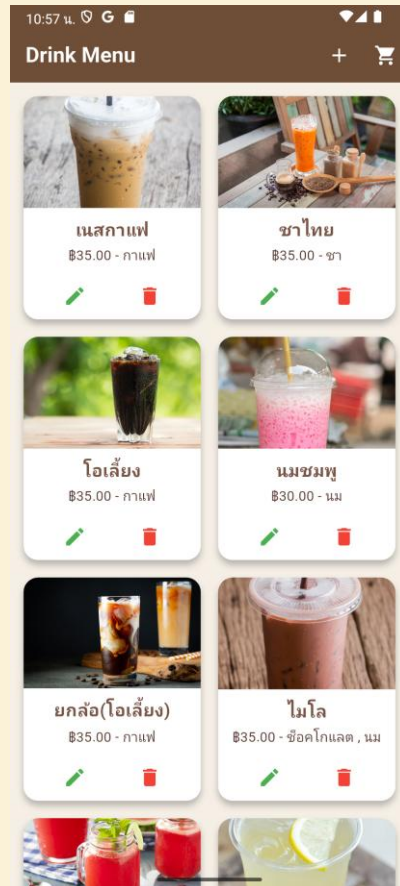 10:57 น.
Drink Menu
เนสกาแฟ
฿35.00 - กาแฟ
ชาไทย
฿35.00 - ชา
โอเลี้ยง
฿35.00 - กาแฟ
นมชมพู
฿30.00 - นม
ยกล้อ(โอเลี้ยง)
฿35.00 - กาแฟ
ไมโล
฿35.00 - ช็อคโกแลต , นม